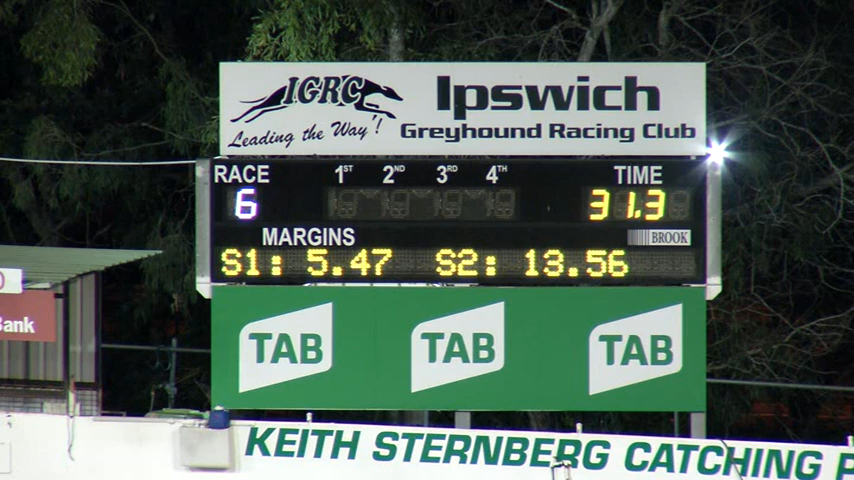 IGRC
Leading the Way!
Ipswich
Greyhound Racing Club
RACE 1ST 2ND 3RD 4TH TIME
6 31.3
MARGINS BROOK
S1: 5.47 S2: 13.56
TAB TAB TAB
Bank
KEITH STERNBERG CATCHING P